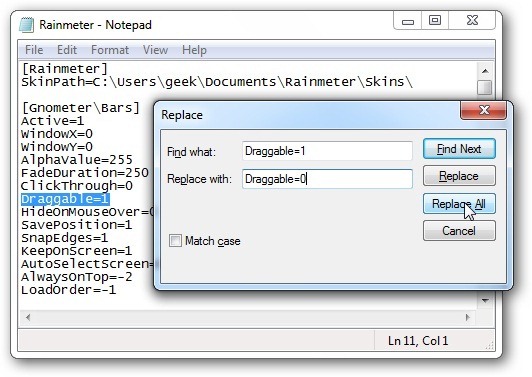 Rainmeter - Notepad
File Edit Format View Help
[Rainmeter]
SkinPath=C:\Users\geek\Documents\Rainmeter\Skins\
[Gnometer\Bars]
Active=1
WindowX=0
WindowY=0
AlphaValue=255
FadeDuration=250
ClickThrough=0
Draggable=1
HideOnMouseOver=0
SavePosition=1
SnapEdges=1
KeepOnScreen=1
AutoSelectScreen=
AlwaysOnTop=-2
LoadOrder=-1
Replace
Find what: Draggable=1
Find Next
Replace with: Draggable=0
Replace
Replace All
Match case
Cancel
Ln 11, Col 1